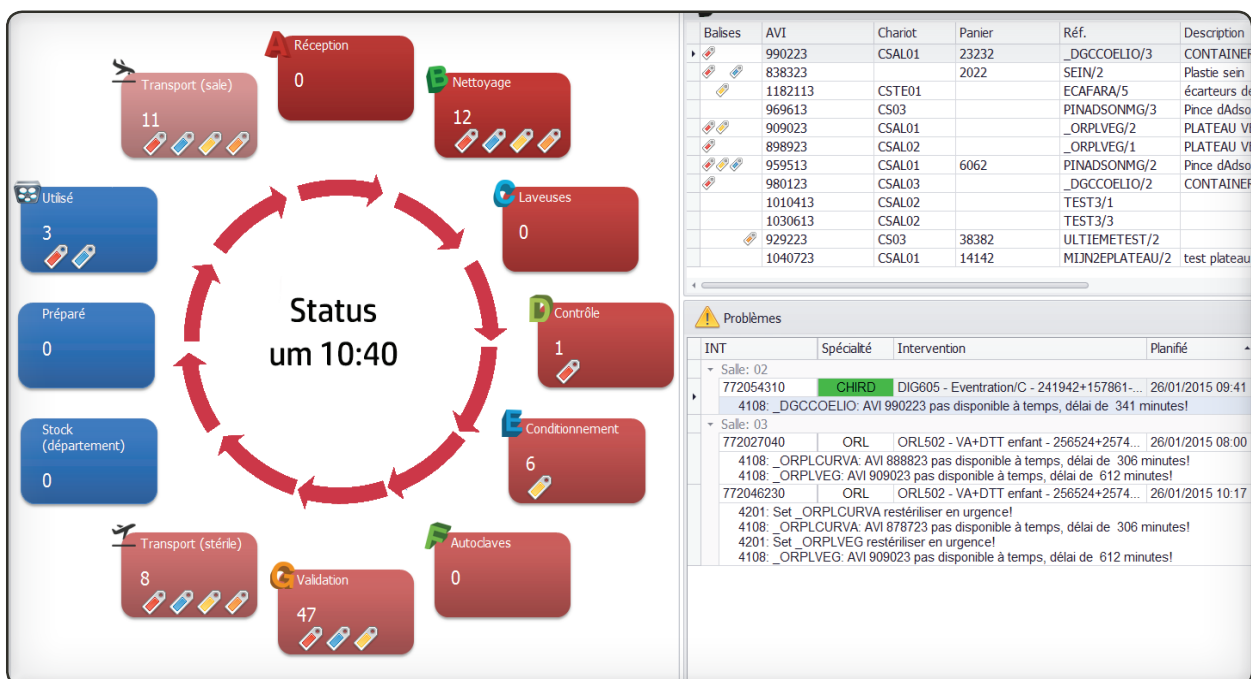 A Réception
0
Transport (sale)
11
B Nettoyage
12
Utilisé
3
C Laveuses
0
Préparé
0
Status
um 10:40
D Contrôle
1
Stock
(département)
0
E Conditionnement
6
Transport (stérile)
8
G Validation
47
F Autoclaves
0
Balises AVI Chariot Panier Réf. Description
990223 CSAL01 23232 _DGCCOELIO/3 CONTAINER
838323 2022 SEIN/2 Plastie sein
1182113 CSTE01 ECAFARA/5 écarteurs de
969613 CS03 PINADSONMG/3 Pince dAdso
909023 CSAL01 _ORPLVEG/2 PLATEAU VE
898923 CSAL02 _ORPLVEG/1 PLATEAU VE
959513 CSAL01 6062 PINADSONMG/2 Pince dAdso
980123 CSAL03 _DGCCOELIO/2 CONTAINER
1010413 CSAL02 TEST3/1
1030613 CSAL02 TEST3/3
929223 CS03 38382 ULTIEMETEST/2
1040723 CSAL01 14142 MIJN2EPLATEAU/2 test plateau
Problèmes
INT Spécialité Intervention Planifié
Salle: 02
772054310 CHIRD DIG605 - Eventration/C - 241942+157861-... 26/01/2015 09:41
4108: _DGCCOELIO: AVI 990223 pas disponible à temps, délai de 341 minutes!
Salle: 03
772027040 ORL ORL502 - VA+DTT enfant - 256524+2574... 26/01/2015 08:00
4108: _ORPLCURVA: AVI 888823 pas disponible à temps, délai de 306 minutes!
4108: _ORPLVEG: AVI 909023 pas disponible à temps, délai de 612 minutes!
772046230 ORL ORL502 - VA+DTT enfant - 256524+2574... 26/01/2015 10:17
4201: Set _ORPLCURVA restériliser en urgence!
4108: _ORPLCURVA: AVI 878723 pas disponible à temps, délai de 306 minutes!
4201: Set _ORPLVEG restériliser en urgence!
4108: _ORPLVEG: AVI 909023 pas disponible à temps, délai de 612 minutes!